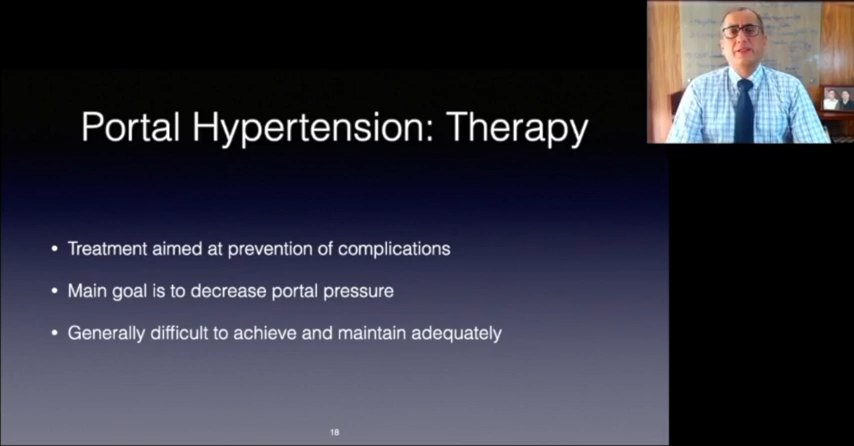 Portal Hypertension: Therapy
• Treatment aimed at prevention of complications
• Main goal is to decrease portal pressure
• Generally difficult to achieve and maintain adequately
18